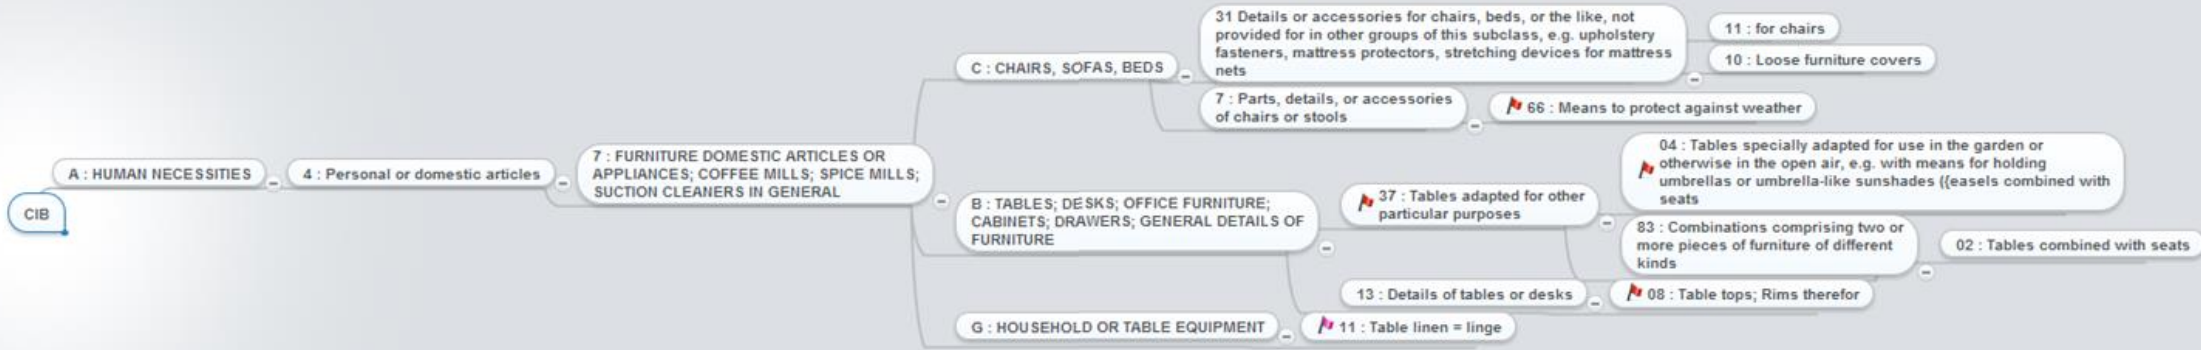 CIB
A : HUMAN NECESSITIES
4 : Personal or domestic articles
7 : FURNITURE DOMESTIC ARTICLES OR
APPLIANCES; COFFEE MILLS; SPICE MILLS;
SUCTION CLEANERS IN GENERAL
C : CHAIRS, SOFAS, BEDS
31 Details or accessories for chairs, beds, or the like, not
provided for in other groups of this subclass, e.g. upholstery
fasteners, mattress protectors, stretching devices for mattress
nets
11 : for chairs
10 : Loose furniture covers
7 : Parts, details, or accessories
of chairs or stools
66 : Means to protect against weather
B : TABLES; DESKS; OFFICE FURNITURE;
CABINETS; DRAWERS; GENERAL DETAILS OF
FURNITURE
37 : Tables adapted for other
particular purposes
04 : Tables specially adapted for use in the garden or
otherwise in the open air, e.g. with means for holding
umbrellas or umbrella-like sunshades ({easels combined with
seats
83 : Combinations comprising two or
more pieces of furniture of different
kinds
02 : Tables combined with seats
13 : Details of tables or desks
08 : Table tops; Rims therefor
G : HOUSEHOLD OR TABLE EQUIPMENT
11 : Table linen = linge